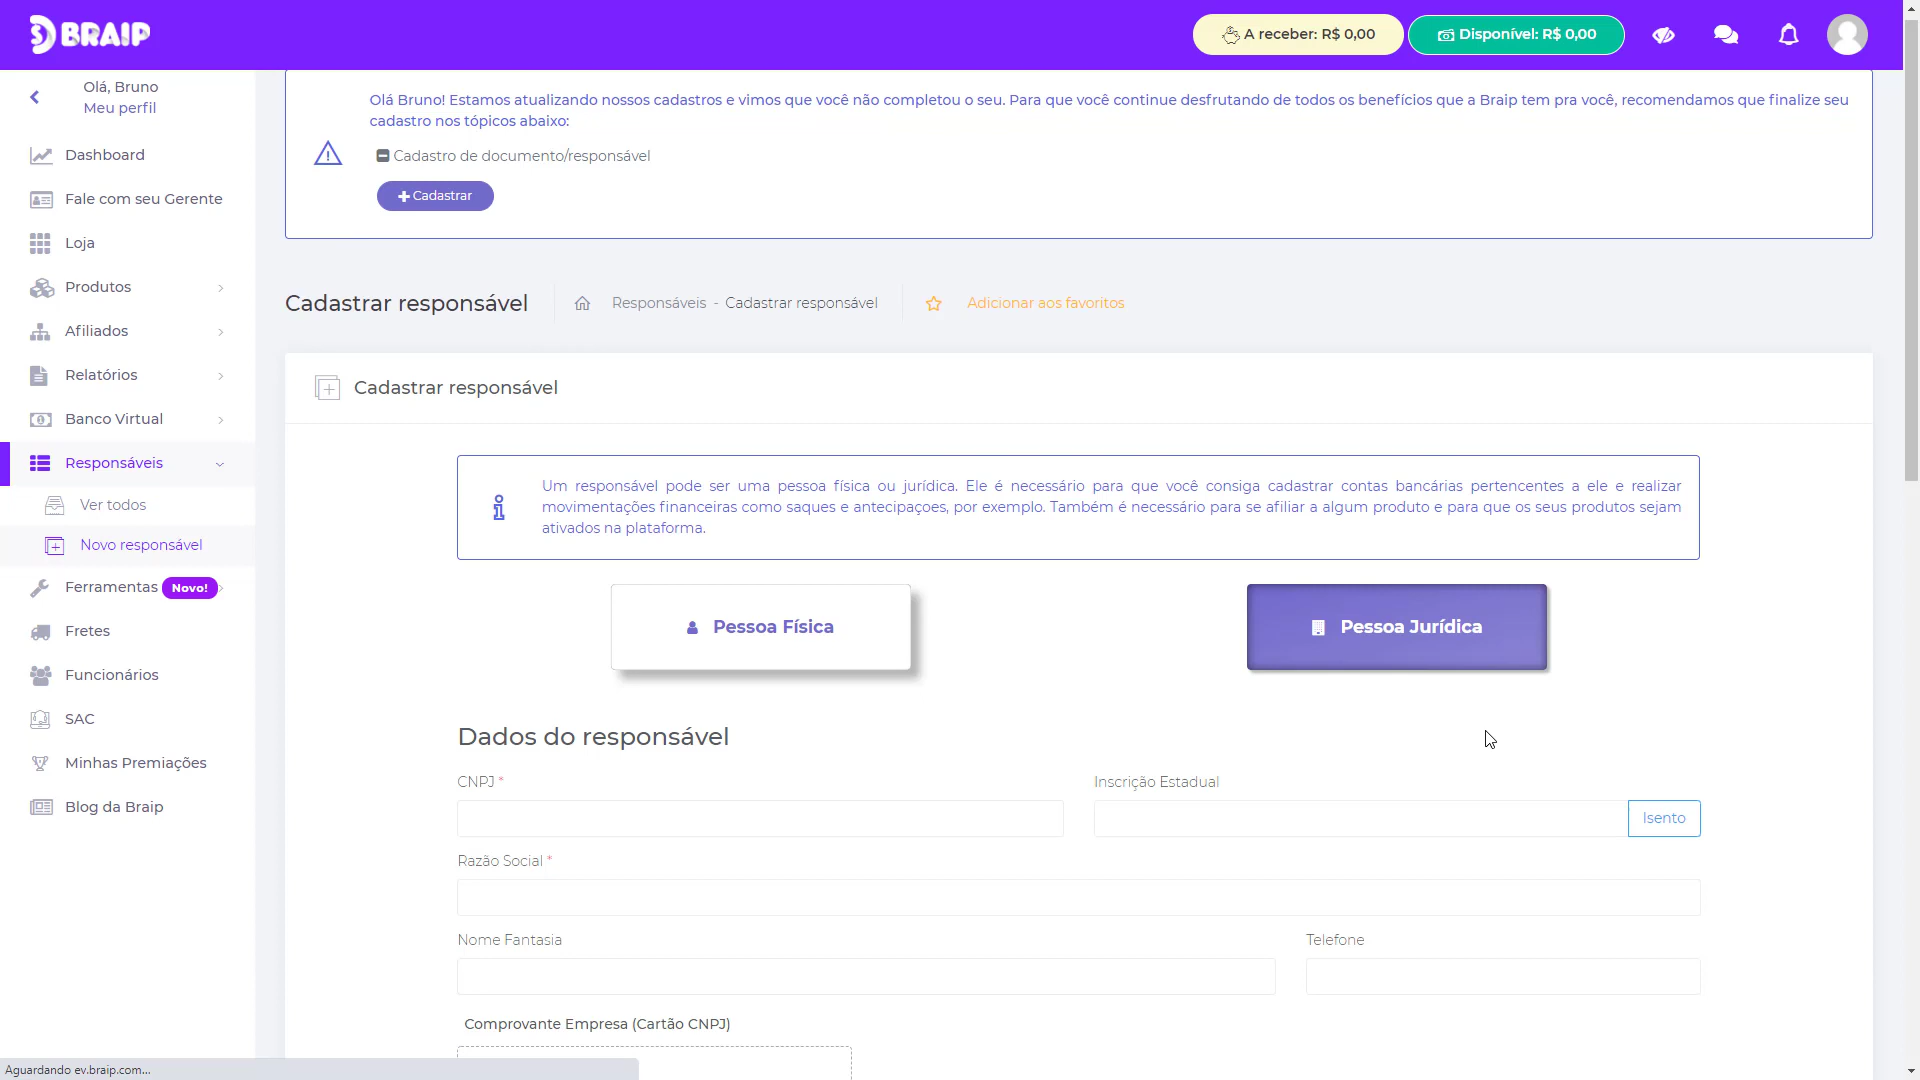 BRAIP
A receber: R$ 0,00
Disponível: R$ 0,00
Olá, Bruno
Meu perfil
Dashboard
Fale com seu Gerente
Loja
Produtos
Afiliados
Relatórios
Banco Virtual
Responsáveis
Ver todos
Novo responsável
Ferramentas Novo!
Fretes
Funcionários
SAC
Minhas Premiações
Blog da Braip
Olá Bruno! Estamos atualizando nossos cadastros e vimos que você não completou o seu. Para que você continue desfrutando de todos os benefícios que a Braip tem pra você, recomendamos que finalize seu
cadastro nos tópicos abaixo:
Cadastro de documento/responsável
Cadastrar
Cadastrar responsável
Responsáveis - Cadastrar responsável
Adicionar aos favoritos
Cadastrar responsável
Um responsável pode ser uma pessoa física ou jurídica. Ele é necessário para que você consiga cadastrar contas bancárias pertencentes a ele e realizar
movimentações financeiras como saques e antecipaçoes, por exemplo. Também é necessário para se afiliar a algum produto e para que os seus produtos sejam
ativados na plataforma.
Pessoa Física
Pessoa Jurídica
Dados do responsável
CNPJ *
Inscrição Estadual
Isento
Razão Social *
Nome Fantasia
Telefone
Comprovante Empresa (Cartão CNPJ)
Aguardando ev.braip.com...